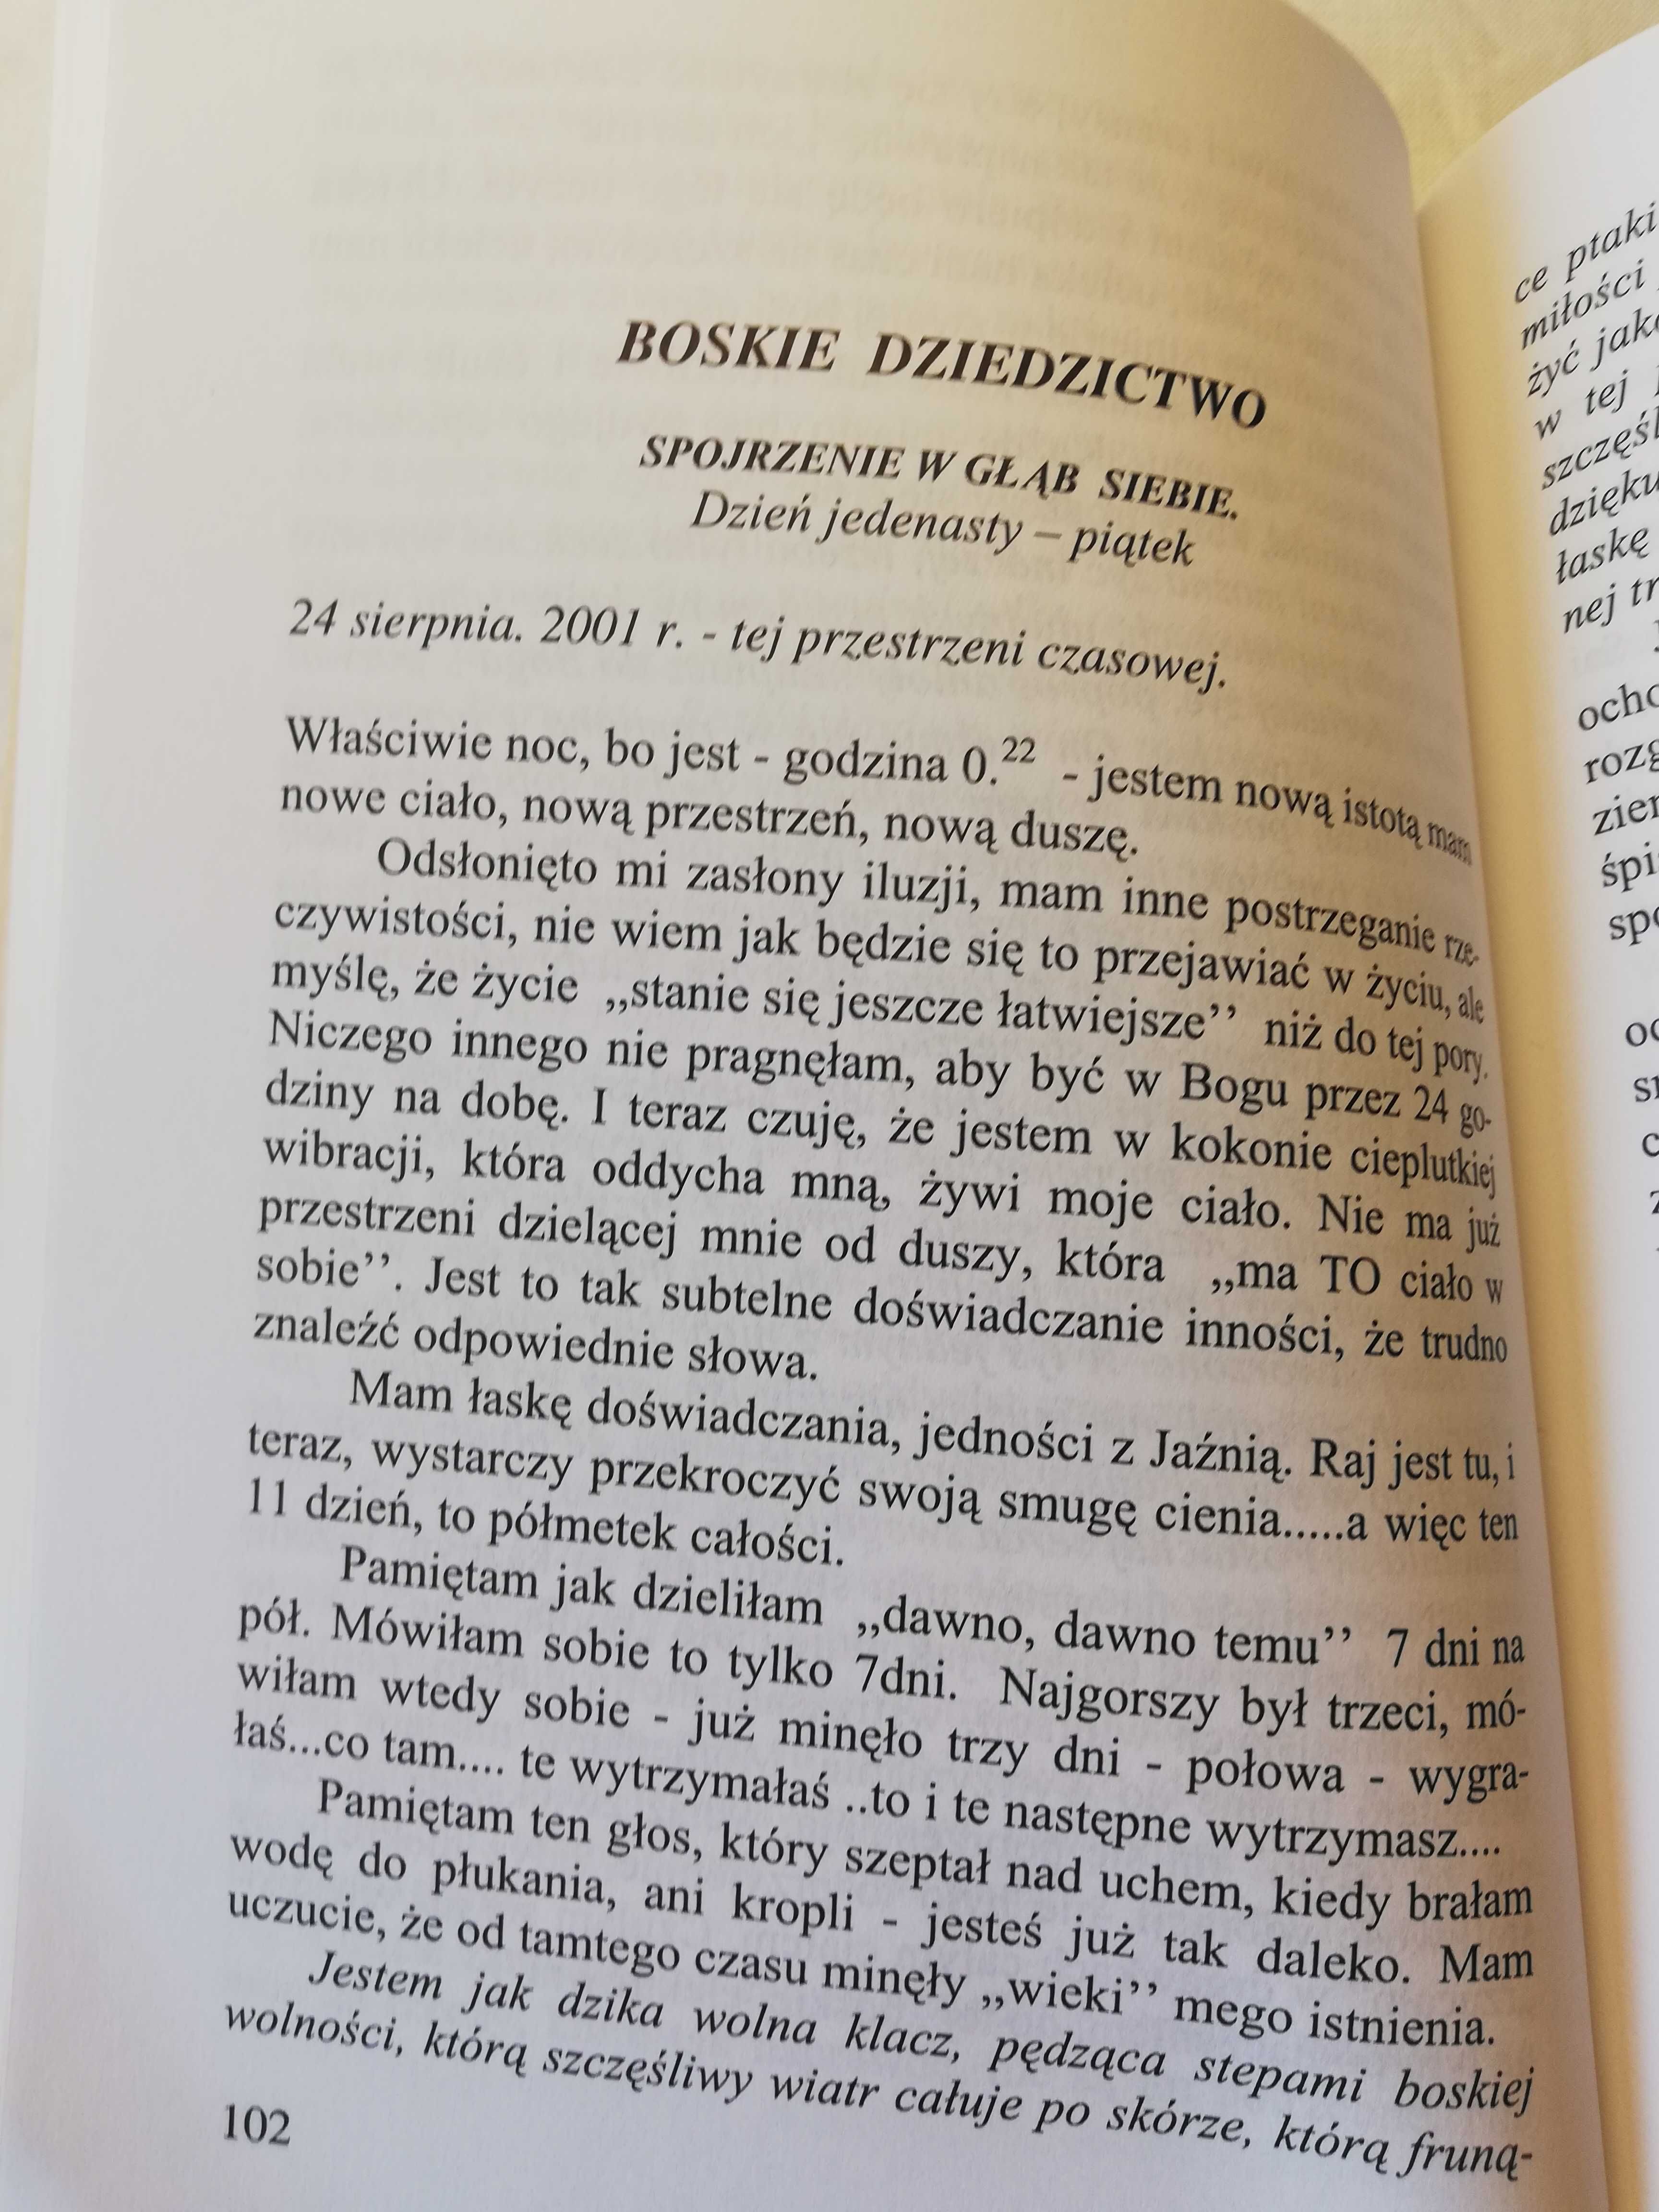 BOSKIE DZIEDZICTWO
SPOJRZENIE W GŁĄB SIEBIE.
Dzień jedenasty – piątek
24 sierpnia. 2001 r. - tej przestrzeni czasowej.
Właściwie noc, bo jest - godzina 0.²² - jestem nową istotą mam
nowe ciało, nową przestrzeń, nową duszę.
Odsłonięto mi zasłony iluzji, mam inne postrzeganie rze-
czywistości, nie wiem jak będzie się to przejawiać w życiu, ale
myślę, że życie „stanie się jeszcze łatwiejsze’’ niż do tej pory.
Niczego innego nie pragnęłam, aby być w Bogu przez 24 go-
dziny na dobę. I teraz czuję, że jestem w kokonie cieplutkiej
wibracji, która oddycha mną, żywi moje ciało. Nie ma już
przestrzeni dzielącej mnie od duszy, która „ma TO ciało w
sobie’’. Jest to tak subtelne doświadczanie inności, że trudno
znaleźć odpowiednie słowa.
Mam łaskę doświadczania, jedności z Jaźnią. Raj jest tu, i
teraz, wystarczy przekroczyć swoją smugę cienia.....a więc ten
11 dzień, to półmetek całości.
Pamiętam jak dzieliłam „dawno, dawno temu’’ 7 dni na
pół. Mówiłam sobie to tylko 7dni. Najgorszy był trzeci, mó-
wiłam wtedy sobie - już minęło trzy dni - połowa - wygra-
łaś...co tam.... te wytrzymałaś ..to i te następne wytrzymasz....
Pamiętam ten głos, który szeptał nad uchem, kiedy brałam
wodę do płukania, ani kropli - jesteś już tak daleko. Mam
uczucie, że od tamtego czasu minęły „wieki’’ mego istnienia.
Jestem jak dzika wolna klacz, pędząca stepami boskiej
wolności, którą szczęśliwy wiatr całuje po skórze, którą fruną-
102
ce ptaki
miłości
żyć
w tej
łaskę
nej